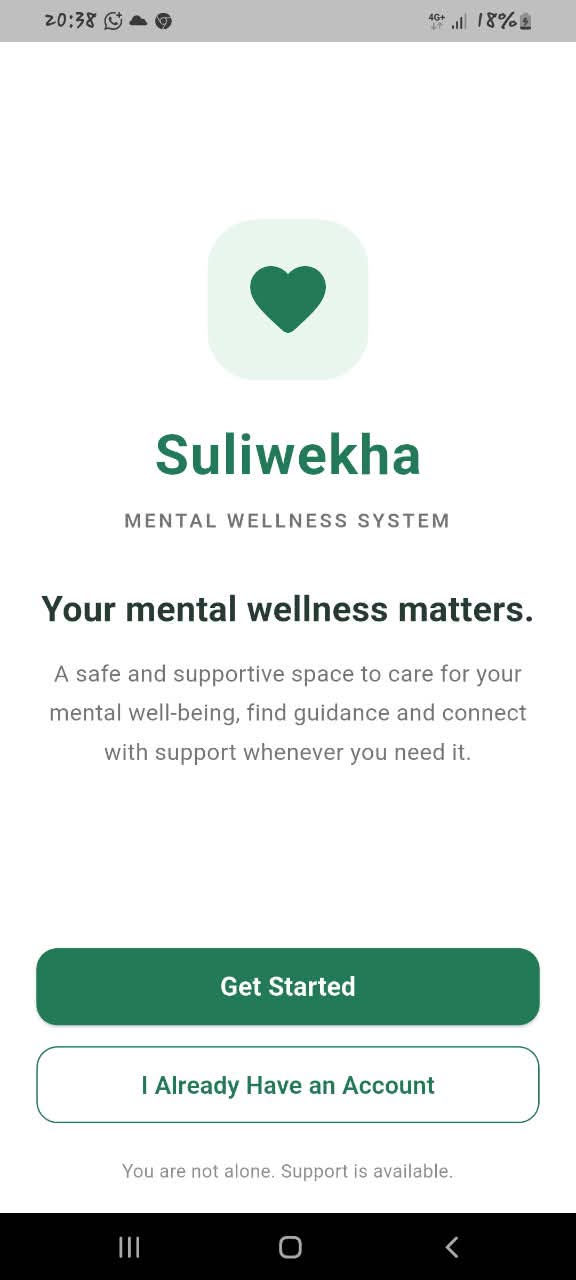 20:38
4G+ 18%
Suliwekha
MENTAL WELLNESS SYSTEM
Your mental wellness matters.
A safe and supportive space to care for your
mental well-being, find guidance and connect
with support whenever you need it.
Get Started
I Already Have an Account
You are not alone. Support is available.